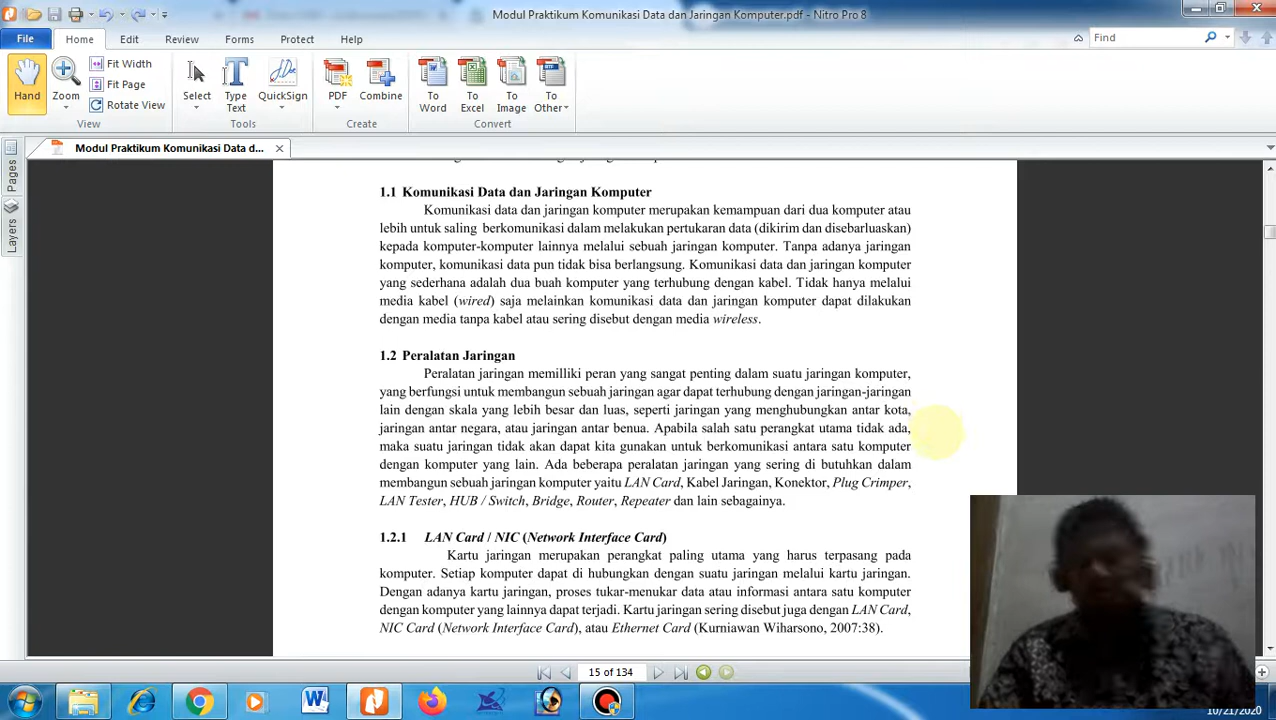 Modul Praktikum Komunikasi Data dan Jaringan Komputer.pdf - Nitro Pro 8
File Home Edit Review Forms Protect Help
Find
Hand
Zoom
Fit Width
Fit Page
Rotate View
View
Select
Type Text
QuickSign
Tools
PDF
Combine
Create
To Word
To Excel
To Image
To Other
Convert
Modul Praktikum Komunikasi Data d...
Pages
Layers
1.1 Komunikasi Data dan Jaringan Komputer
Komunikasi data dan jaringan komputer merupakan kemampuan dari dua komputer atau
lebih untuk saling berkomunikasi dalam melakukan pertukaran data (dikirim dan disebarluaskan)
kepada komputer-komputer lainnya melalui sebuah jaringan komputer. Tanpa adanya jaringan
komputer, komunikasi data pun tidak bisa berlangsung. Komunikasi data dan jaringan komputer
yang sederhana adalah dua buah komputer yang terhubung dengan kabel. Tidak hanya melalui
media kabel (wired) saja melainkan komunikasi data dan jaringan komputer dapat dilakukan
dengan media tanpa kabel atau sering disebut dengan media wireless.
1.2 Peralatan Jaringan
Peralatan jaringan memilliki peran yang sangat penting dalam suatu jaringan komputer,
yang berfungsi untuk membangun sebuah jaringan agar dapat terhubung dengan jaringan-jaringan
lain dengan skala yang lebih besar dan luas, seperti jaringan yang menghubungkan antar kota,
jaringan antar negara, atau jaringan antar benua. Apabila salah satu perangkat utama tidak ada,
maka suatu jaringan tidak akan dapat kita gunakan untuk berkomunikasi antara satu komputer
dengan komputer yang lain. Ada beberapa peralatan jaringan yang sering di butuhkan dalam
membangun sebuah jaringan komputer yaitu LAN Card, Kabel Jaringan, Konektor, Plug Crimper,
LAN Tester, HUB / Switch, Bridge, Router, Repeater dan lain sebagainya.
1.2.1 LAN Card / NIC (Network Interface Card)
Kartu jaringan merupakan perangkat paling utama yang harus terpasang pada
komputer. Setiap komputer dapat di hubungkan dengan suatu jaringan melalui kartu jaringan.
Dengan adanya kartu jaringan, proses tukar-menukar data atau informasi antara satu komputer
dengan komputer yang lainnya dapat terjadi. Kartu jaringan sering disebut juga dengan LAN Card,
NIC Card (Network Interface Card), atau Ethernet Card (Kurniawan Wiharsono, 2007:38).
15 of 134
10/21/2020